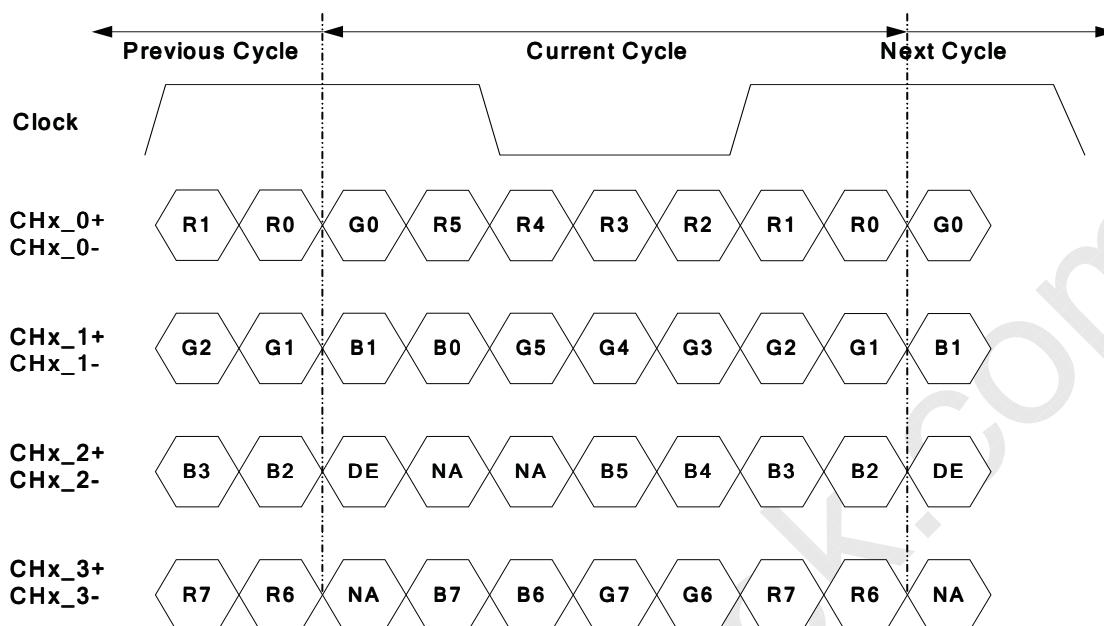 Previous Cycle Current Cycle Next Cycle
Clock
CHx_0+
CHx_0-
R1 R0 G0 R5 R4 R3 R2 R1 R0 G0
CHx_1+
CHx_1-
G2 G1 B1 B0 G5 G4 G3 G2 G1 B1
CHx_2+
CHx_2-
B3 B2 DE NA NA B5 B4 B3 B2 DE
CHx_3+
CHx_3-
R7 R6 NA B7 B6 G7 G6 R7 R6 NA
k.com